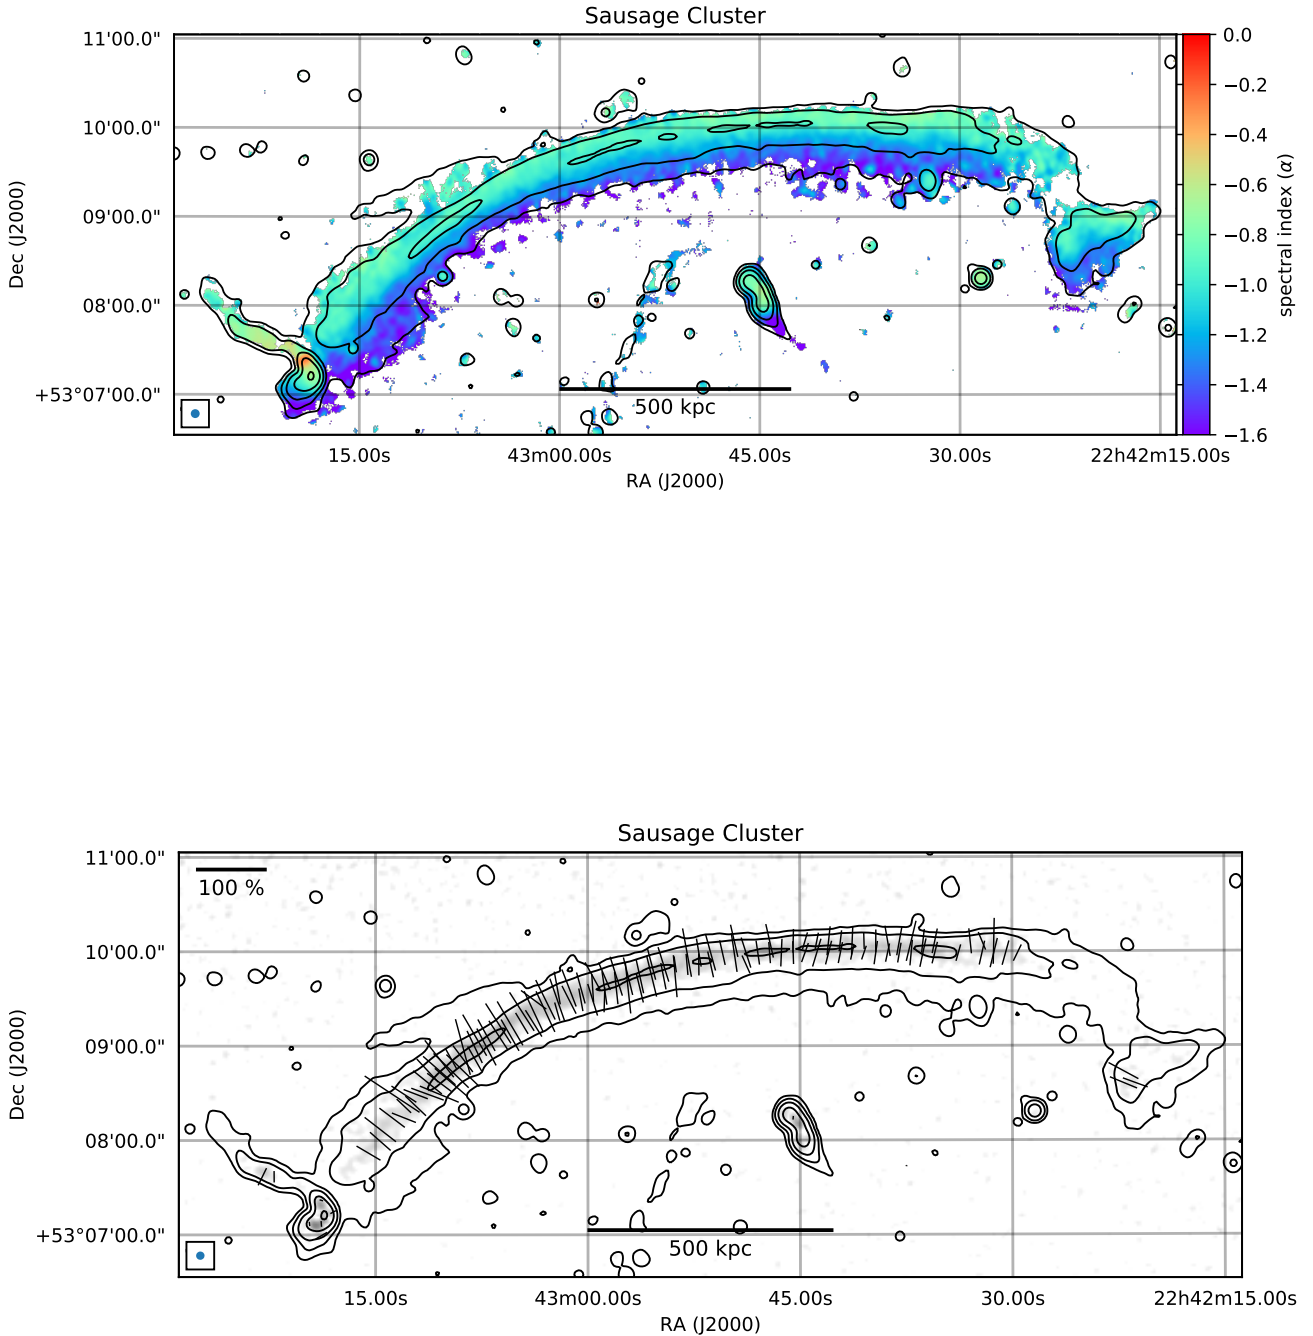 Sausage Cluster
11'00.0"
10'00.0"
09'00.0"
08'00.0"
+53°07'00.0"
Dec (J2000)
500 kpc
15.00s 43m00.00s 45.00s 30.00s 22h42m15.00s
RA (J2000)
0.0
−0.2
−0.4
−0.6
−0.8
−1.0
−1.2
−1.4
−1.6
spectral index (α)
Sausage Cluster
100 %
11'00.0"
10'00.0"
09'00.0"
08'00.0"
+53°07'00.0"
Dec (J2000)
500 kpc
15.00s 43m00.00s 45.00s 30.00s 22h42m15.00s
RA (J2000)